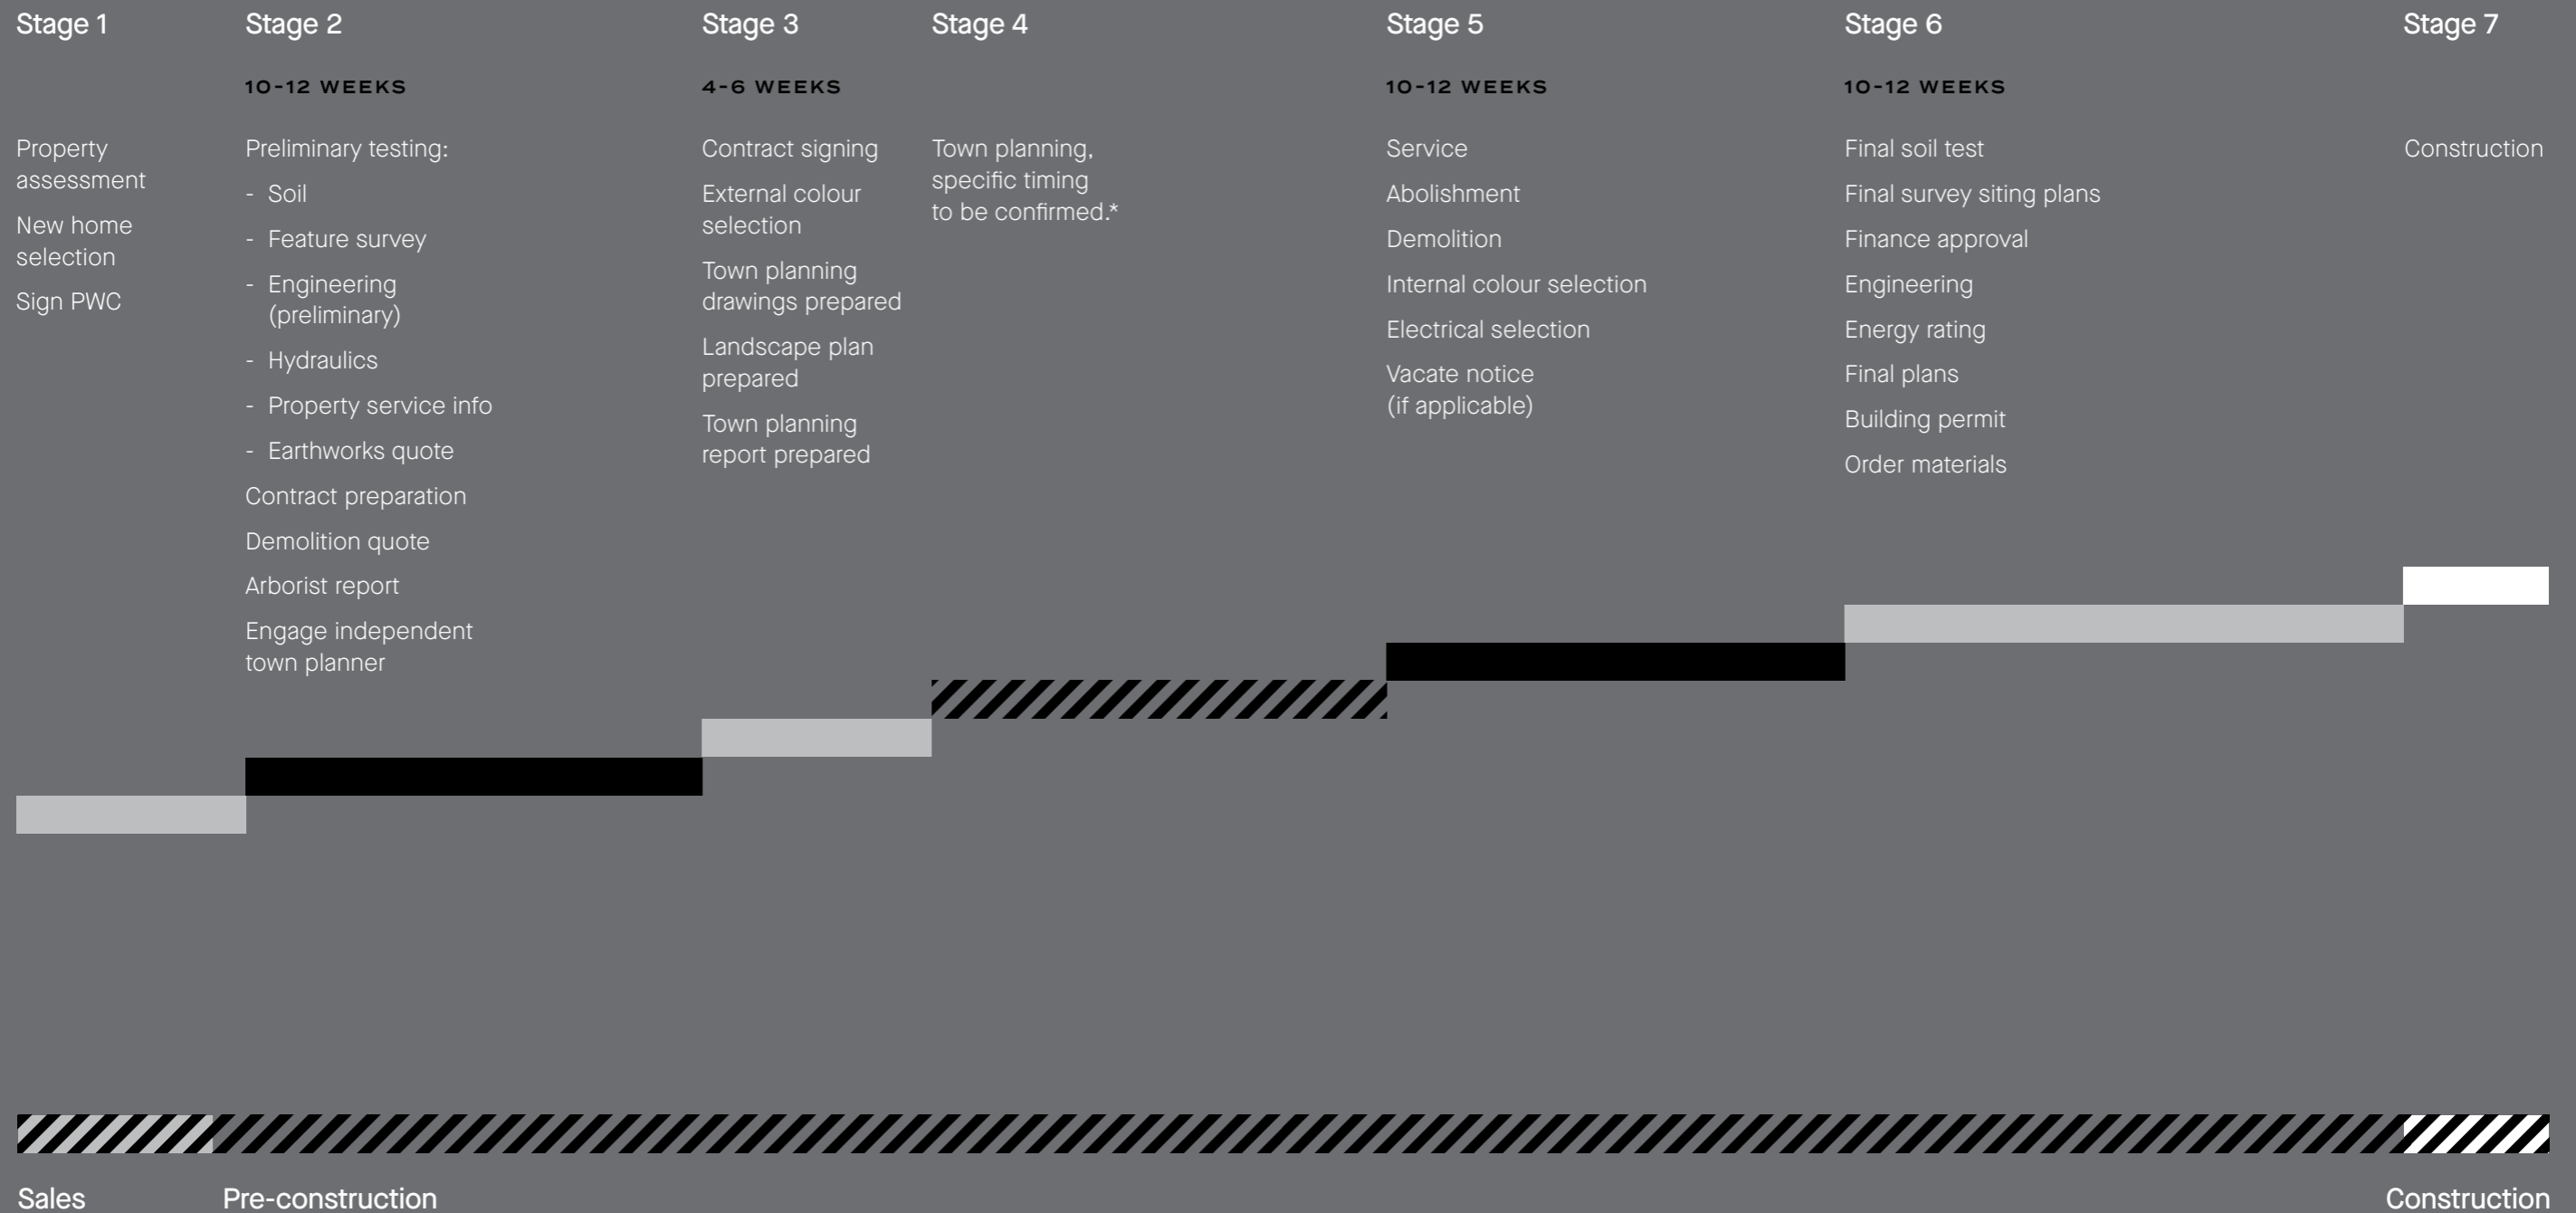 Stage 1
Property
assessment
New home
selection
Sign PWC
Stage 2
10-12 WEEKS
Preliminary testing:
- Soil
- Feature survey
- Engineering
(preliminary)
- Hydraulics
- Property service info
- Earthworks quote
Contract preparation
Demolition quote
Arborist report
Engage independent
town planner
Stage 3
4-6 WEEKS
Contract signing
External colour
selection
Town planning
drawings prepared
Landscape plan
prepared
Town planning
report prepared
Stage 4
Town planning,
specific timing
to be confirmed.*
Stage 5
10-12 WEEKS
Service
Abolishment
Demolition
Internal colour selection
Electrical selection
Vacate notice
(if applicable)
Stage 6
10-12 WEEKS
Final soil test
Final survey siting plans
Finance approval
Engineering
Energy rating
Final plans
Building permit
Order materials
Stage 7
Construction
Sales
Pre-construction
Construction